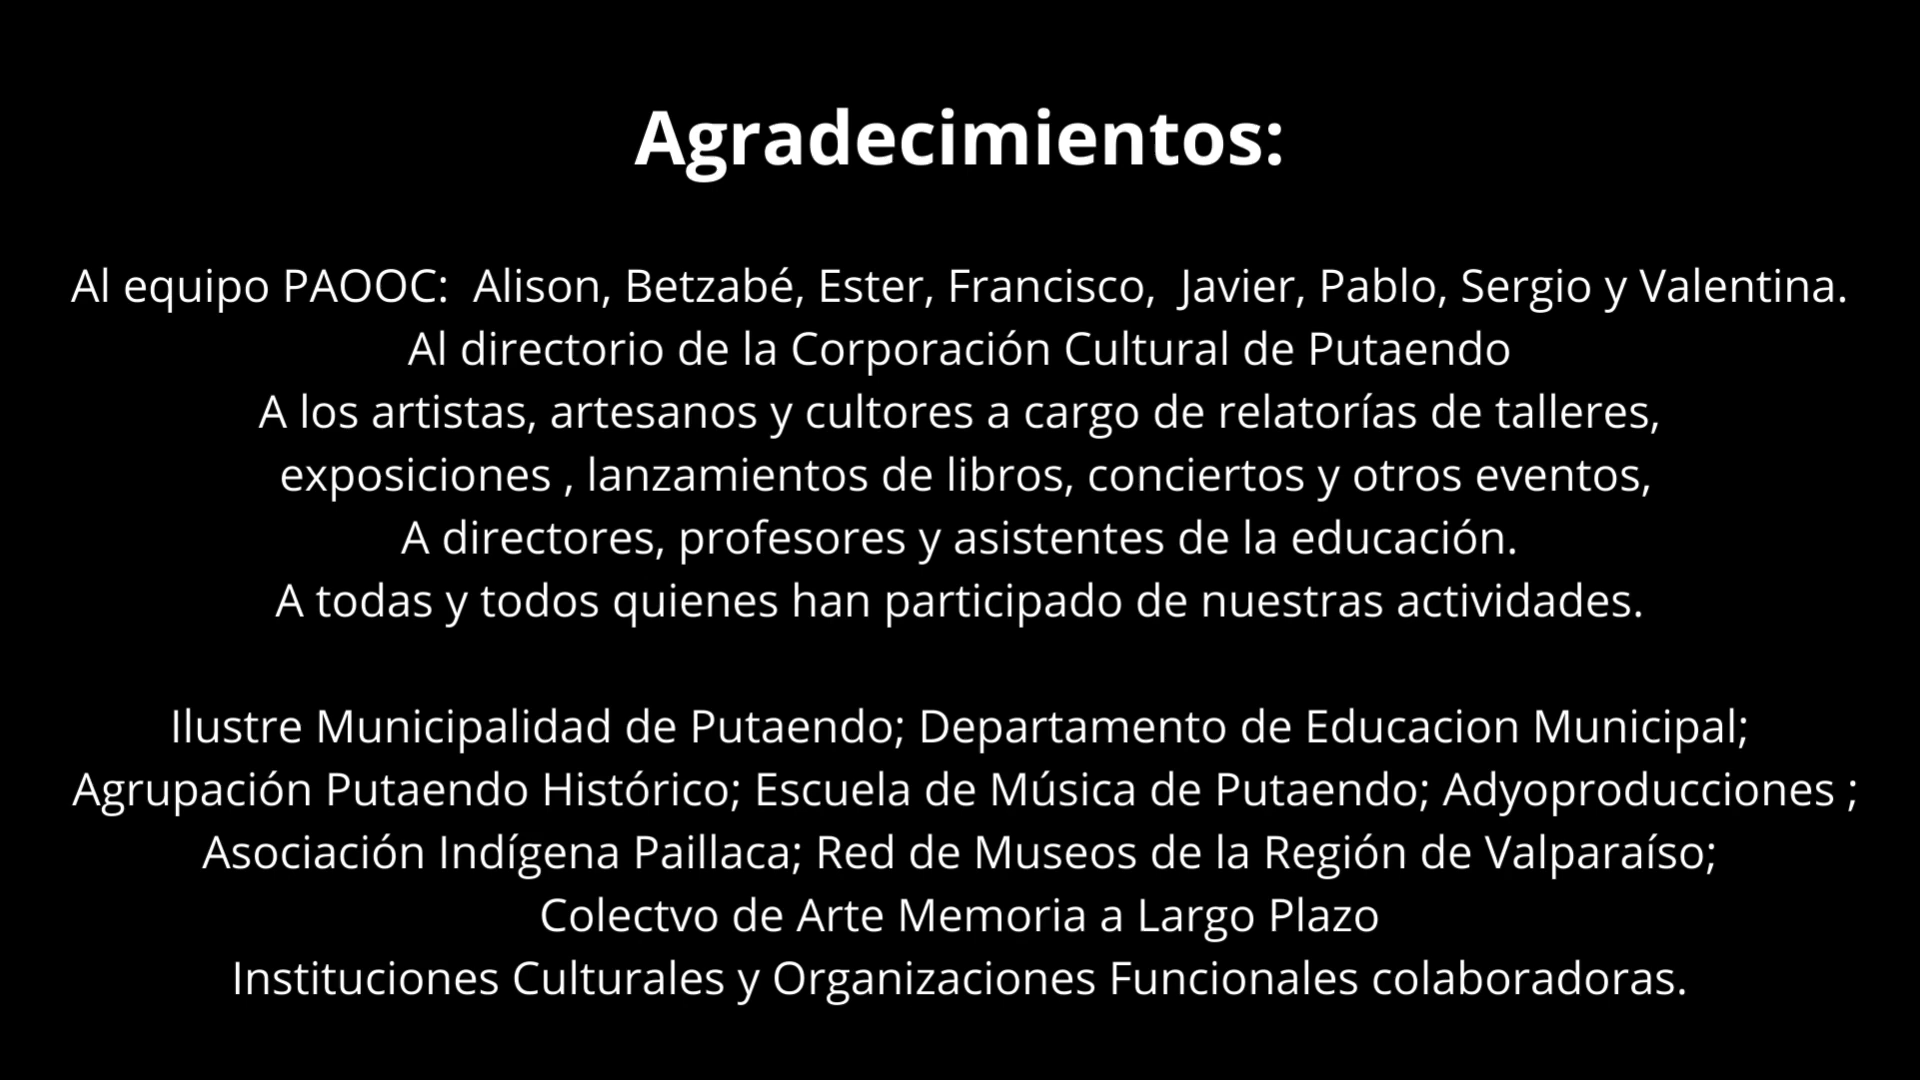 Agradecimientos:
Al equipo PAOOC:  Alison, Betzabé, Ester, Francisco,  Javier, Pablo, Sergio y Valentina.
Al directorio de la Corporación Cultural de Putaendo
A los artistas, artesanos y cultores a cargo de relatorías de talleres,
exposiciones , lanzamientos de libros, conciertos y otros eventos,
A directores, profesores y asistentes de la educación.
A todas y todos quienes han participado de nuestras actividades.
Ilustre Municipalidad de Putaendo; Departamento de Educacion Municipal;
Agrupación Putaendo Histórico; Escuela de Música de Putaendo; Adyoproducciones ;
Asociación Indígena Paillaca; Red de Museos de la Región de Valparaíso;
Colectvo de Arte Memoria a Largo Plazo
Instituciones Culturales y Organizaciones Funcionales colaboradoras.